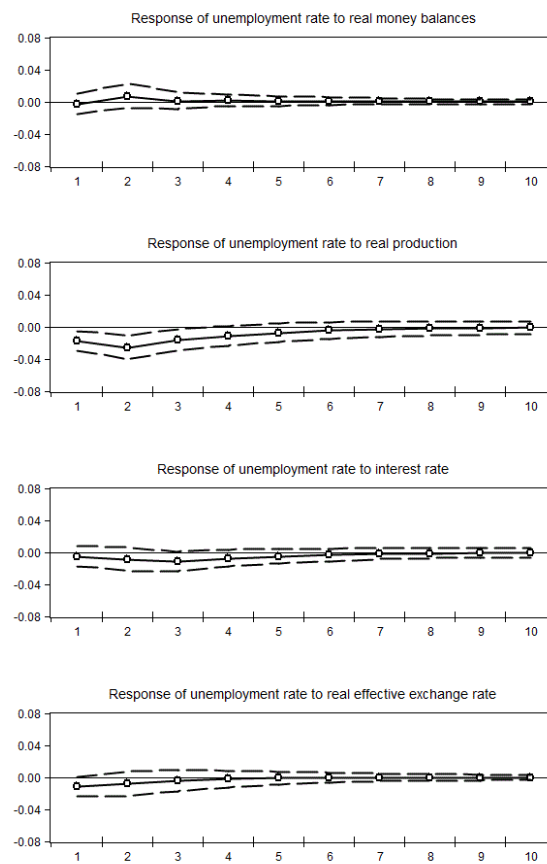 Response of unemployment rate to real money balances
0.08
0.04
0.00
-0.04
-0.08
1 2 3 4 5 6 7 8 9 10
Response of unemployment rate to real production
0.08
0.04
0.00
-0.04
-0.08
1 2 3 4 5 6 7 8 9 10
Response of unemployment rate to interest rate
0.08
0.04
0.00
-0.04
-0.08
1 2 3 4 5 6 7 8 9 10
Response of unemployment rate to real effective exchange rate
0.08
0.04
0.00
-0.04
-0.08
1 2 3 4 5 6 7 8 9 10